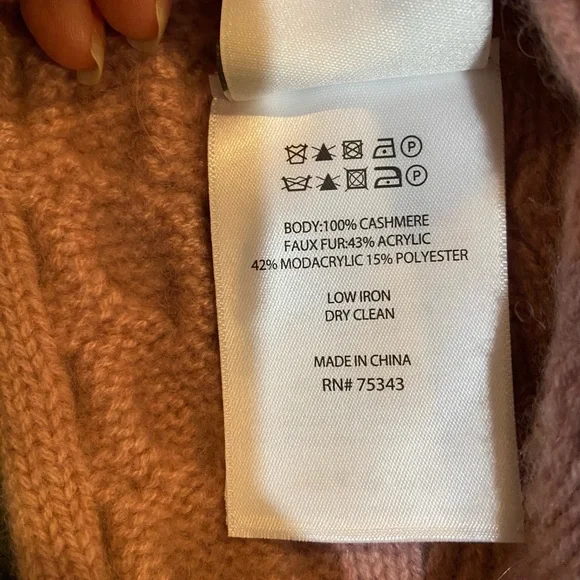 P
P
BODY:100% CASHMERE
FAUX FUR:43% ACRYLIC
42% MODACRYLIC 15% POLYESTER
LOW IRON
DRY CLEAN
MADE IN CHINA
RN# 75343